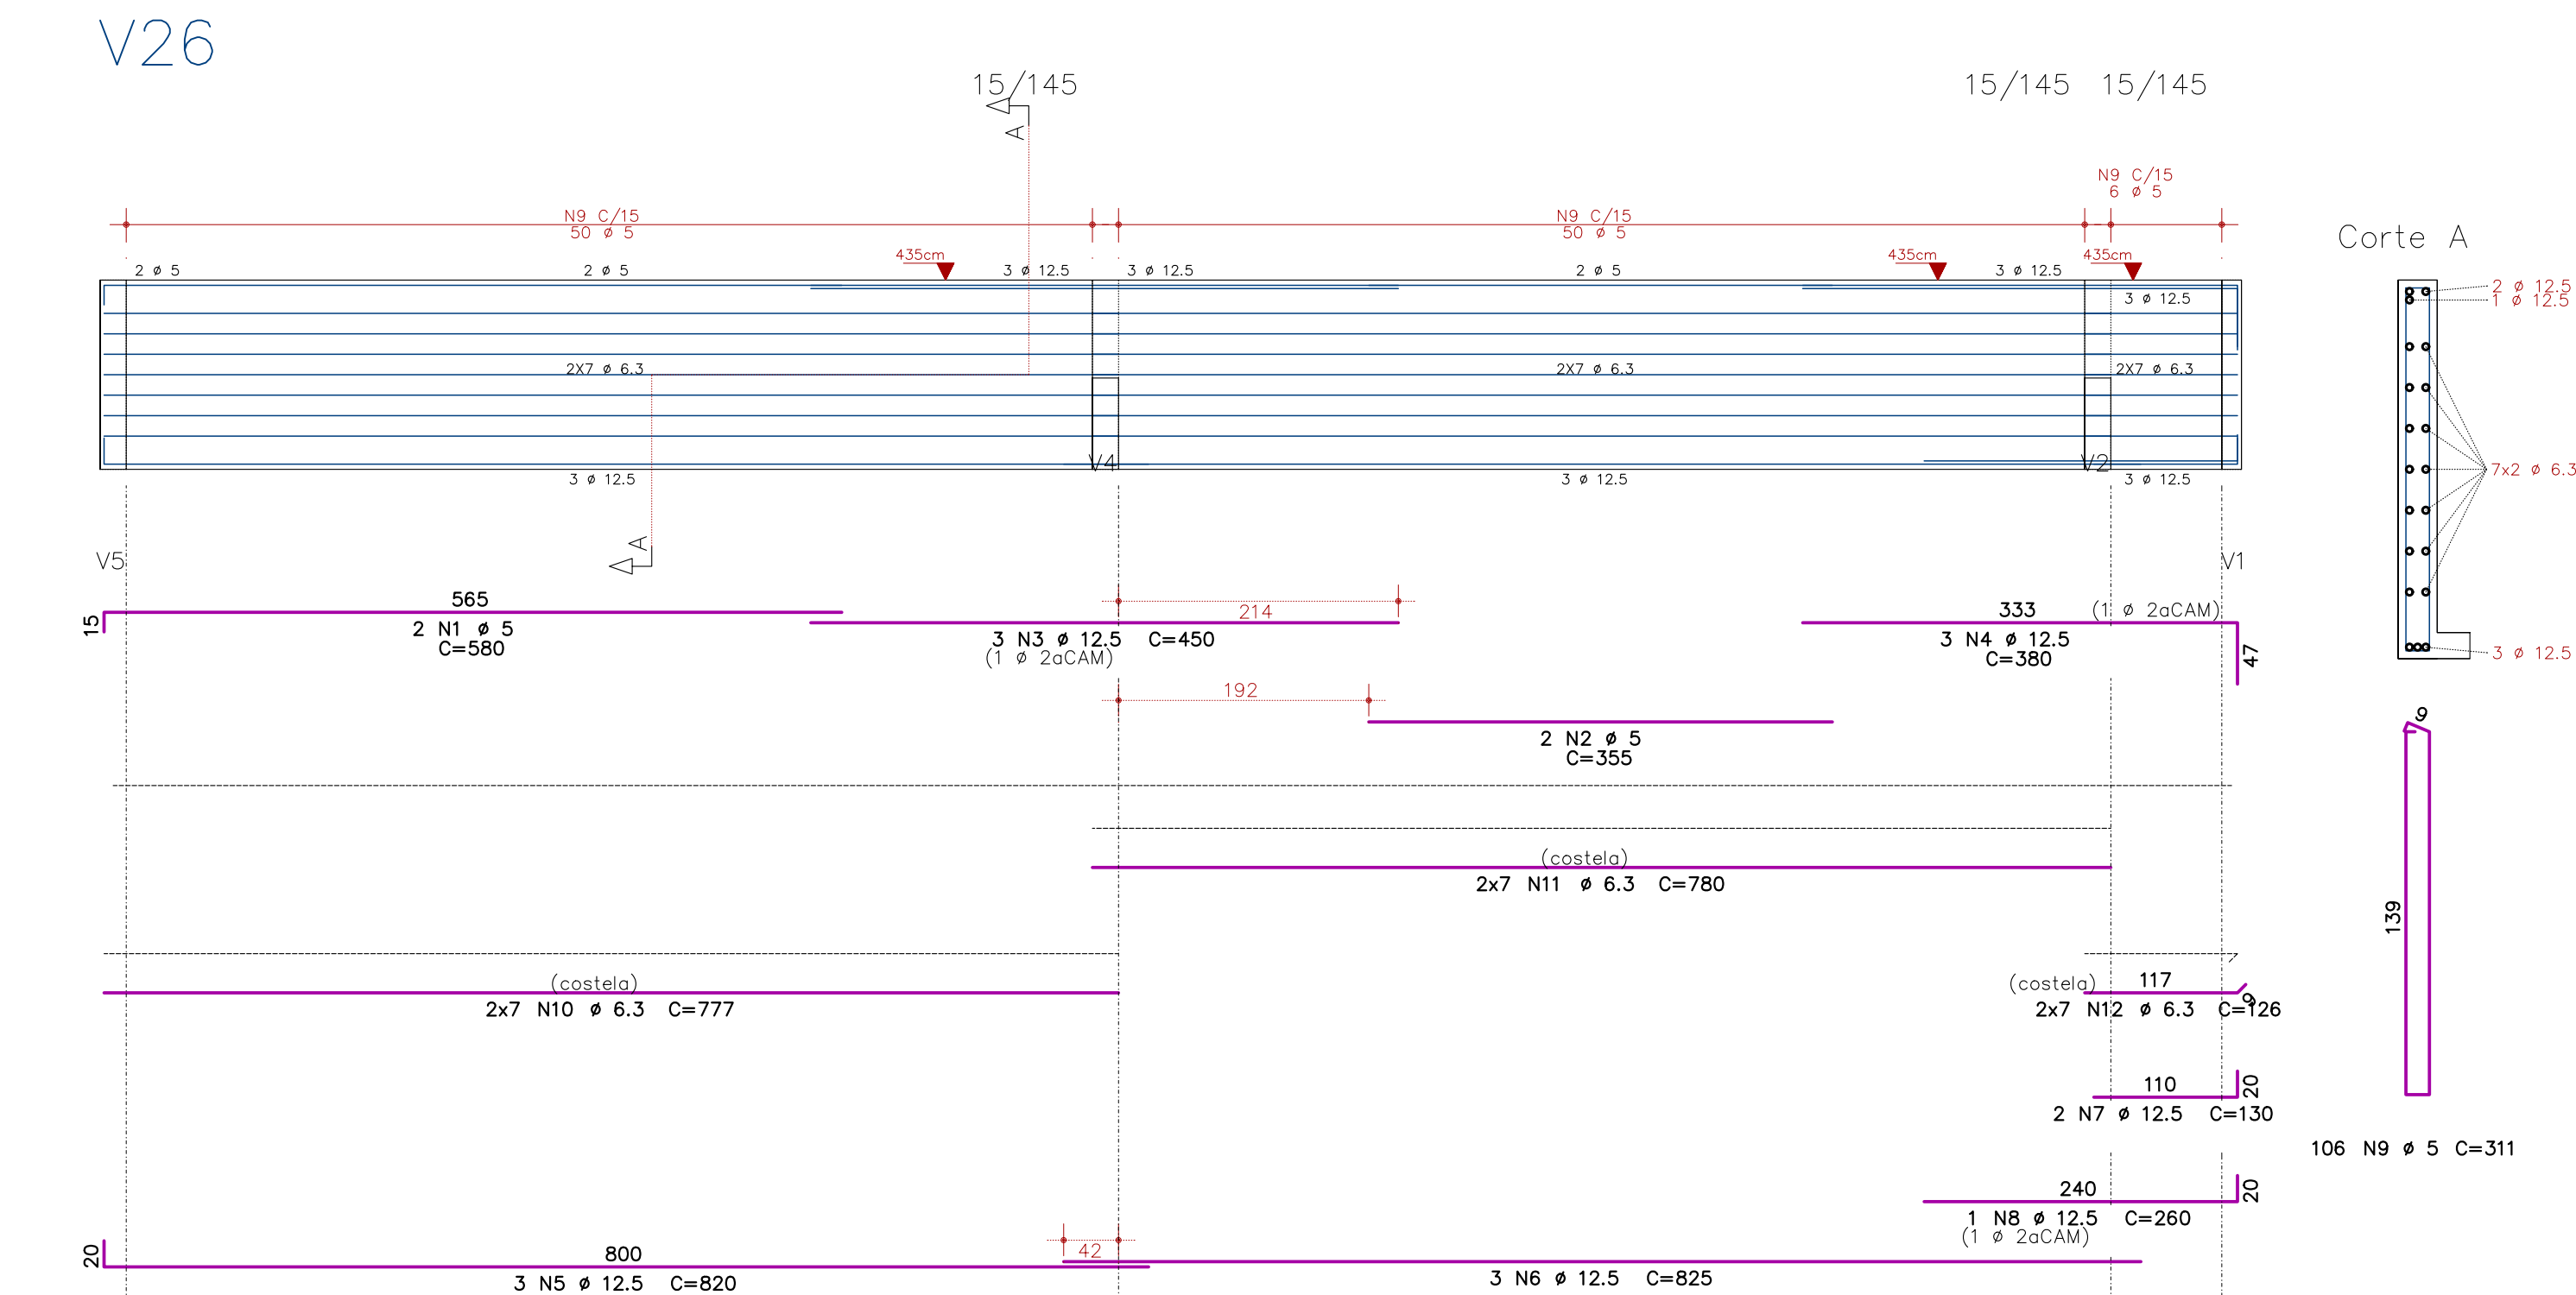 V26
15/145
15/145
15/145
A
N9 C/15
6 ø 5
N9 C/15
50 ø 5
N9 C/15
50 ø 5
Corte A
435cm
435cm
435cm
2 ø 5
2 ø 5
3 ø 12.5
3 ø 12.5
2 ø 5
3 ø 12.5
3 ø 12.5
2 ø 12.5
1 ø 12.5
2X7 ø 6.3
2X7 ø 6.3
2X7 ø 6.3
V4
V2
7x2 ø 6.3
3 ø 12.5
3 ø 12.5
3 ø 12.5
A
V5
V1
565
15
2 N1 ø 5
C=580
214
3 N3 ø 12.5 C=450
(1 ø 2aCAM)
333
(1 ø 2aCAM)
3 N4 ø 12.5
C=380
47
3 ø 12.5
192
2 N2 ø 5
C=355
9
139
(costela)
2x7 N11 ø 6.3 C=780
(costela)
2x7 N10 ø 6.3 C=777
(costela)
117
9
2x7 N12 ø 6.3 C=126
110
20
2 N7 ø 12.5 C=130
106 N9 ø 5 C=311
240
20
1 N8 ø 12.5 C=260
(1 ø 2aCAM)
42
20
800
3 N5 ø 12.5 C=820
3 N6 ø 12.5 C=825